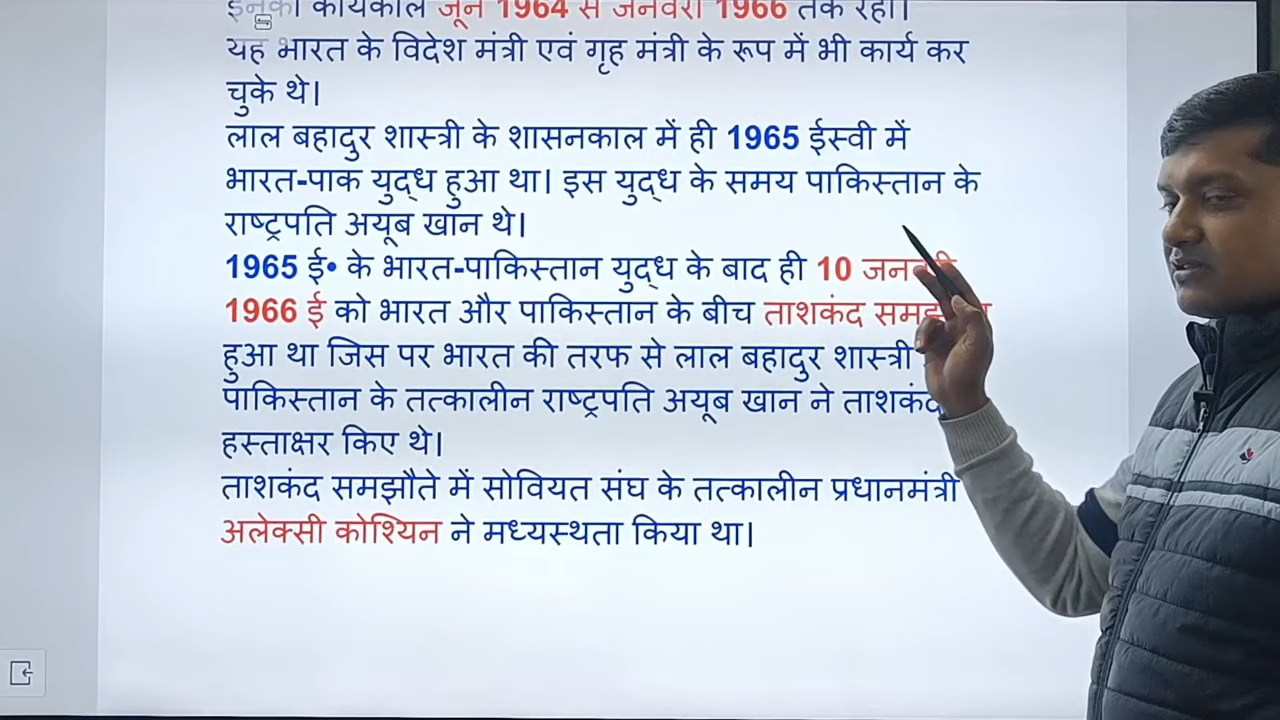 इनका कार्यकाल जून 1964 से जनवरी 1966 तक रहा।
यह भारत के विदेश मंत्री एवं गृह मंत्री के रूप में भी कार्य कर
चुके थे।
लाल बहादुर शास्त्री के शासनकाल में ही 1965 ईस्वी में
भारत-पाक युद्ध हुआ था। इस युद्ध के समय पाकिस्तान के
राष्ट्रपति अयूब खान थे।
1965 ई• के भारत-पाकिस्तान युद्ध के बाद ही 10 जनवरी
1966 ई को भारत और पाकिस्तान के बीच ताशकंद
हुआ था जिस पर भारत की तरफ से लाल बहादुर शास्त्री
पाकिस्तान के तत्कालीन राष्ट्रपति अयूब खान ने ताशकंद
हस्ताक्षर किए थे।
ताशकंद समझौते में सोवियत संघ के तत्कालीन प्रधानमंत्री
अलेक्सी कोश्यिन ने मध्यस्थता किया था।